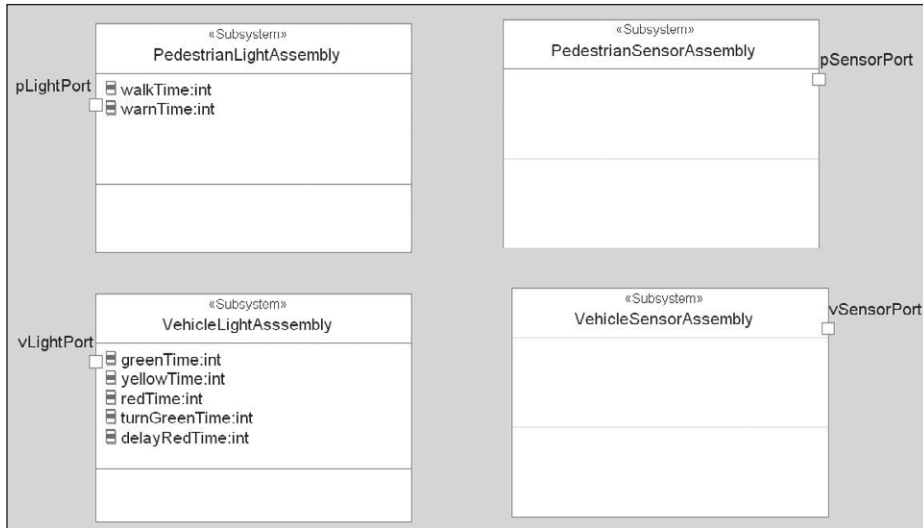 «Subsystem»
PedestrianLightAssembly
pLightPort
walkTime:int
warnTime:int
«Subsystem»
PedestrianSensorAssembly
pSensorPort
«Subsystem»
VehicleLightAsssembly
vLightPort
greenTime:int
yellowTime:int
redTime:int
turnGreenTime:int
delayRedTime:int
«Subsystem»
VehicleSensorAssembly
vSensorPort